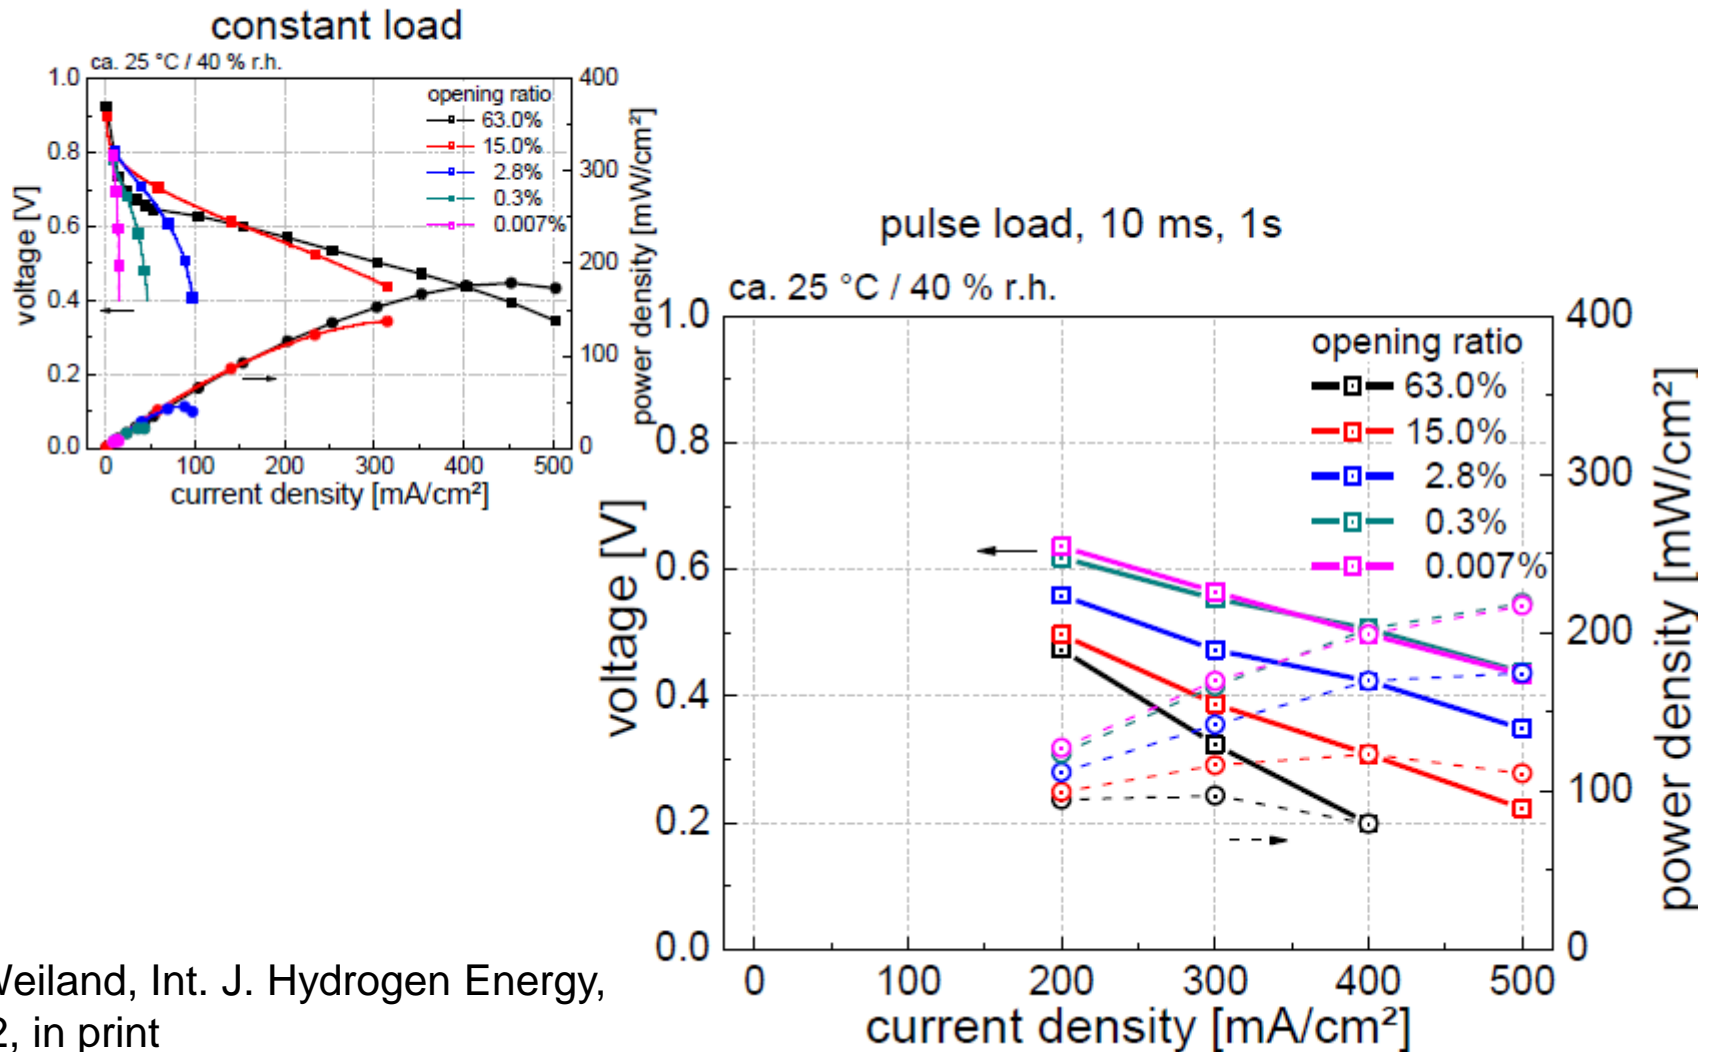 constant load
ca. 25 °C / 40 % r.h.
1.0
0.8
0.6
0.4
0.2
0.0
voltage [V]
400
300
200
100
0
power density [mW/cm²]
opening ratio
63.0%
15.0%
2.8%
0.3%
0.007%
0 100 200 300 400 500
current density [mA/cm²]
pulse load, 10 ms, 1s
ca. 25 °C / 40 % r.h.
1.0
0.8
0.6
0.4
0.2
0.0
voltage [V]
400
300
200
100
0
power density [mW/cm²]
opening ratio
63.0%
15.0%
2.8%
0.3%
0.007%
0 100 200 300 400 500
current density [mA/cm²]
Weiland, Int. J. Hydrogen Energy,
2, in print